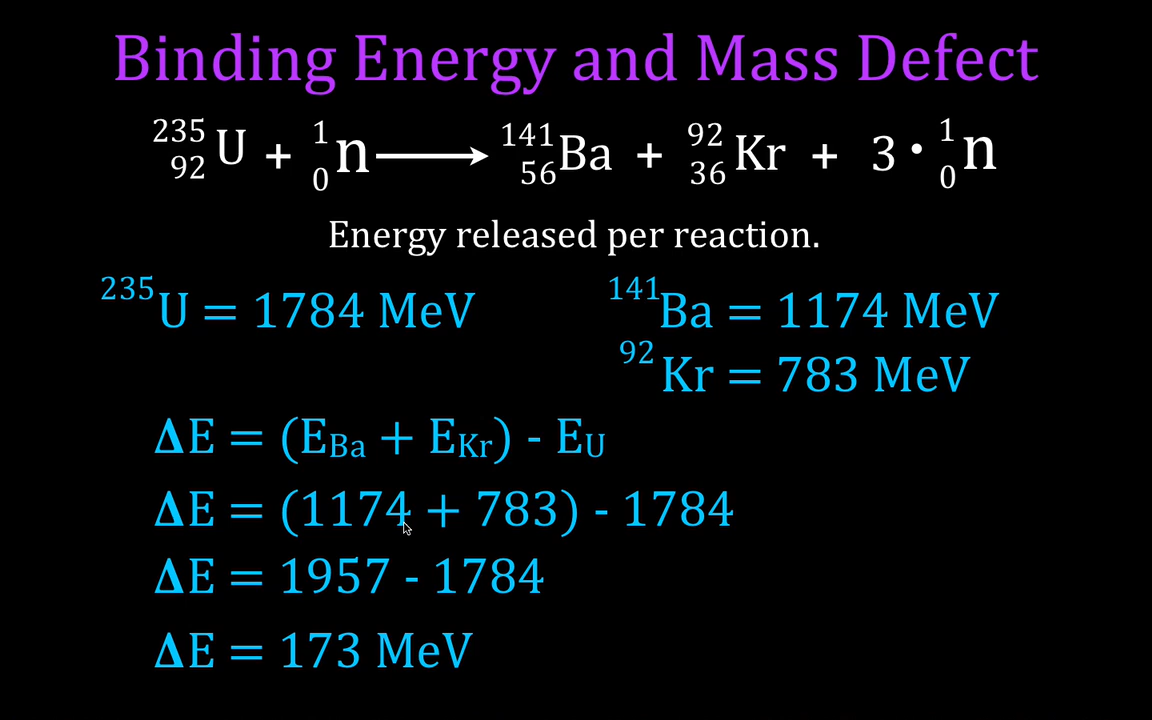 Binding Energy and Mass Defect
²³⁵₉₂U + ¹₀n ⟶ ¹⁴¹₅₆Ba + ⁹²₃₆Kr + 3 · ¹₀n
Energy released per reaction.
²³⁵U = 1784 MeV
¹⁴¹Ba = 1174 MeV
⁹²Kr = 783 MeV
ΔE = (E_Ba + E_Kr) - E_U
ΔE = (1174 + 783) - 1784
ΔE = 1957 - 1784
ΔE = 173 MeV